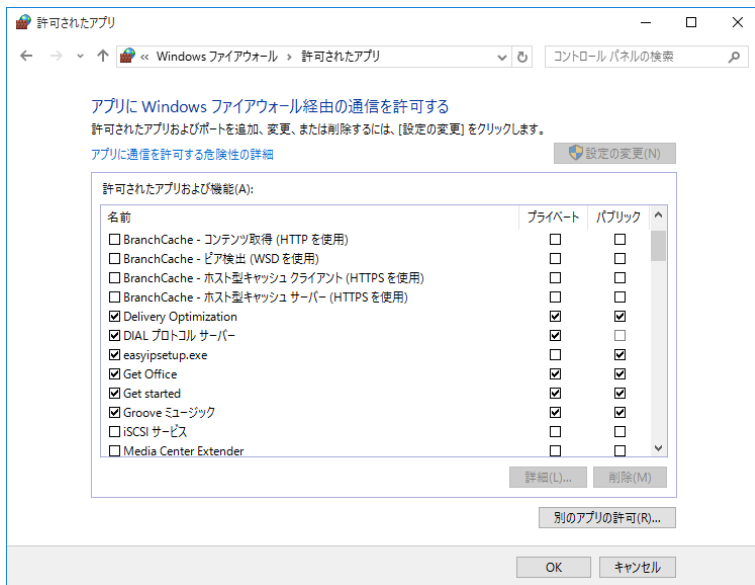 許可されたアプリ
« Windows ファイアウォール › 許可されたアプリ
コントロール パネルの検索
アプリに Windows ファイアウォール経由の通信を許可する
許可されたアプリおよびポートを追加、変更、または削除するには、[設定の変更] をクリックします。
アプリに通信を許可する危険性の詳細
設定の変更(N)
許可されたアプリおよび機能(A):
名前 プライベート パブリック
BranchCache - コンテンツ取得 (HTTP を使用)
BranchCache - ピア検出 (WSD を使用)
BranchCache - ホスト型キャッシュ クライアント (HTTPS を使用)
BranchCache - ホスト型キャッシュ サーバー (HTTPS を使用)
Delivery Optimization
DIAL プロトコル サーバー
easyipsetup.exe
Get Office
Get started
Groove ミュージック
iSCSI サービス
Media Center Extender
詳細(L)... 削除(M)
別のアプリの許可(R)...
OK キャンセル